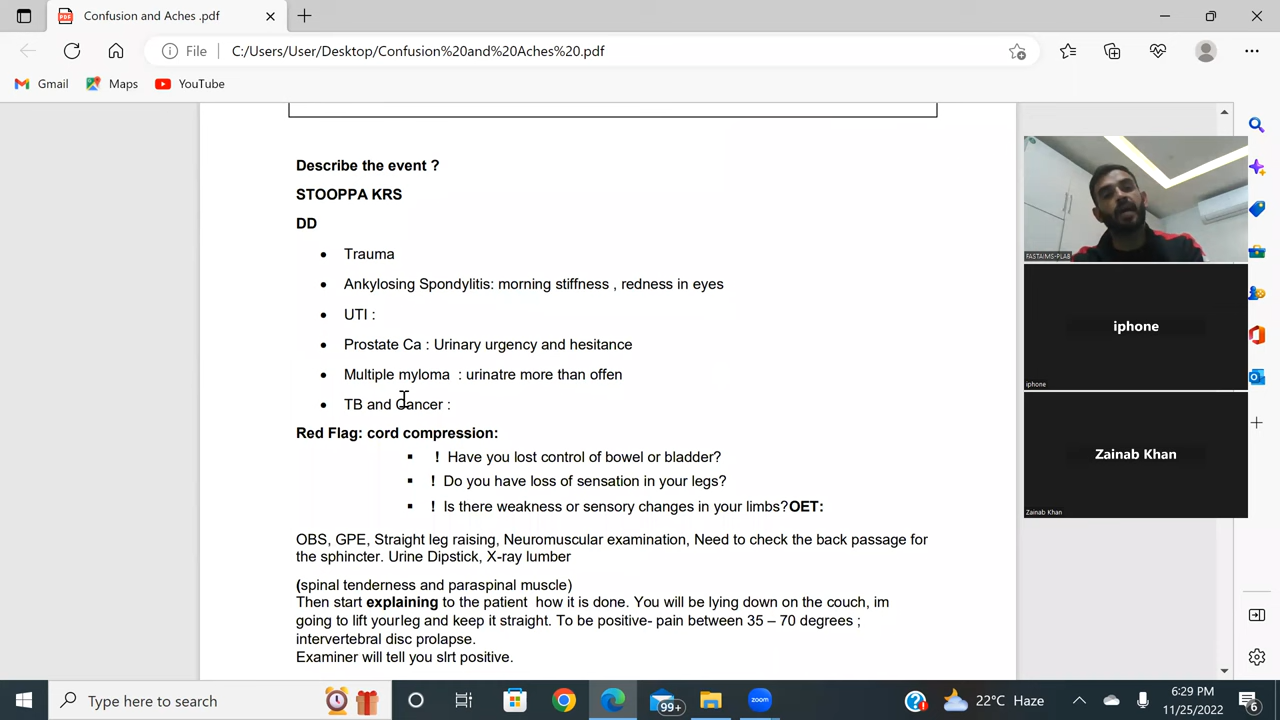 Confusion and Aches .pdf
File
C:/Users/User/Desktop/Confusion%20and%20Aches%20.pdf
Gmail
Maps
YouTube
Describe the event ?
STOOPPA KRS
DD
• Trauma
• Ankylosing Spondylitis: morning stiffness , redness in eyes
• UTI :
• Prostate Ca : Urinary urgency and hesitance
• Multiple myloma : urinatre more than offen
• TB and Cancer :
Red Flag: cord compression:
▪ ! Have you lost control of bowel or bladder?
▪ ! Do you have loss of sensation in your legs?
▪ ! Is there weakness or sensory changes in your limbs?OET:
OBS, GPE, Straight leg raising, Neuromuscular examination, Need to check the back passage for
the sphincter. Urine Dipstick, X-ray lumber
(spinal tenderness and paraspinal muscle)
Then start explaining to the patient how it is done. You will be lying down on the couch, im
going to lift yourleg and keep it straight. To be positive- pain between 35 – 70 degrees ;
intervertebral disc prolapse.
Examiner will tell you slrt positive.
FASTAIMS-PLAB
iphone
iphone
Zainab Khan
Zainab Khan
Type here to search
99+
zoom
22°C Haze
6:29 PM
11/25/2022
6